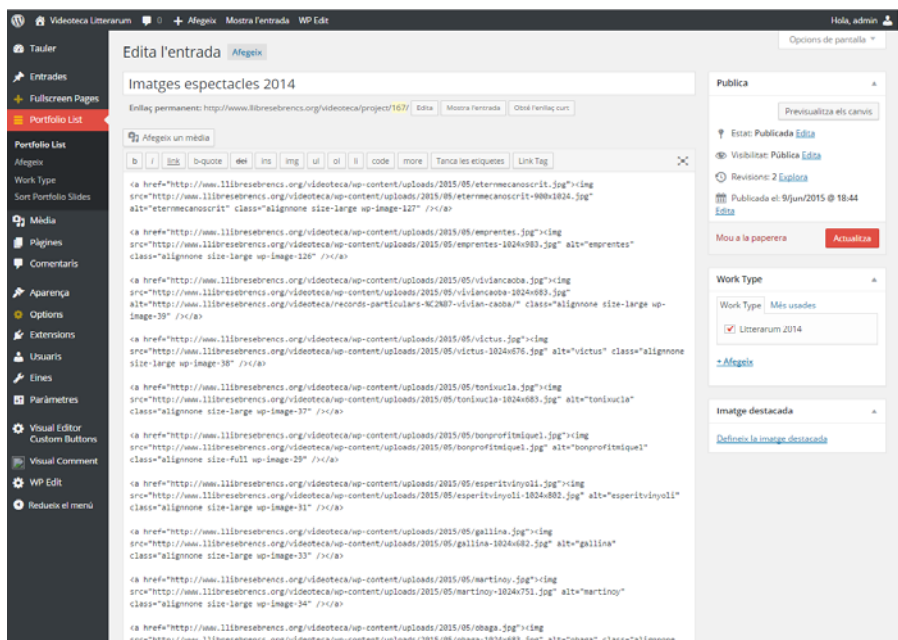 Videoteca Litterarum 0 Afegeix Mostra l'entrada WP Edit
Hola, admin
Opcions de pantalla
Tauler
Entrades
Fullscreen Pages
Portfolio List
Portfolio List
Afegeix
Work Type
Sort Portfolio Slides
Mèdia
Pàgines
Comentaris
Aparença
Options
Extensions
Usuaris
Eines
Paràmetres
Visual Editor
Custom Buttons
Visual Comment
WP Edit
Redueix el menú
Edita l'entrada Afegeix
Imatges espectacles 2014
Enllaç permanent: http://www.llibresebrencs.org/videoteca/project/167/ Edita Mostra l'entrada Obté l'enllaç curt
Afegeix un mèdia
b i link b-quote del ins img ul ol li code more Tanca les etiquetes Link Tag
<a href="http://www.llibresebrencs.org/videoteca/wp-content/uploads/2015/05/eternmecanoscrit.jpg"><img
src="http://www.llibresebrencs.org/videoteca/wp-content/uploads/2015/05/eternmecanoscrit-900x1024.jpg"
alt="eternmecanoscrit" class="alignnone size-large wp-image-127" /></a>
<a href="http://www.llibresebrencs.org/videoteca/wp-content/uploads/2015/05/emprentes.jpg"><img
src="http://www.llibresebrencs.org/videoteca/wp-content/uploads/2015/05/emprentes-1024x983.jpg" alt="emprentes"
class="alignnone size-large wp-image-126" /></a>
<a href="http://www.llibresebrencs.org/videoteca/wp-content/uploads/2015/05/viviancaoba.jpg"><img
src="http://www.llibresebrencs.org/videoteca/wp-content/uploads/2015/05/viviancaoba-1024x683.jpg"
alt="http://www.llibresebrencs.org/videoteca/records-particulars-%C2%B7-vivian-caoba/" class="alignnone size-large wp-
image-39" /></a>
<a href="http://www.llibresebrencs.org/videoteca/wp-content/uploads/2015/05/victus.jpg"><img
src="http://www.llibresebrencs.org/videoteca/wp-content/uploads/2015/05/victus-1024x676.jpg" alt="victus" class="alignnone
size-large wp-image-38" /></a>
<a href="http://www.llibresebrencs.org/videoteca/wp-content/uploads/2015/05/tonixucla.jpg"><img
src="http://www.llibresebrencs.org/videoteca/wp-content/uploads/2015/05/tonixucla-1024x683.jpg" alt="tonixucla"
class="alignnone size-large wp-image-37" /></a>
<a href="http://www.llibresebrencs.org/videoteca/wp-content/uploads/2015/05/bonprofitmiquel.jpg"><img
src="http://www.llibresebrencs.org/videoteca/wp-content/uploads/2015/05/bonprofitmiquel.jpg" alt="bonprofitmiquel"
class="alignnone size-full wp-image-29" /></a>
<a href="http://www.llibresebrencs.org/videoteca/wp-content/uploads/2015/05/esperitvinyoli.jpg"><img
src="http://www.llibresebrencs.org/videoteca/wp-content/uploads/2015/05/esperitvinyoli-1024x802.jpg" alt="esperitvinyoli"
class="alignnone size-large wp-image-31" /></a>
<a href="http://www.llibresebrencs.org/videoteca/wp-content/uploads/2015/05/gallina.jpg"><img
src="http://www.llibresebrencs.org/videoteca/wp-content/uploads/2015/05/gallina-1024x682.jpg" alt="gallina"
class="alignnone size-large wp-image-33" /></a>
<a href="http://www.llibresebrencs.org/videoteca/wp-content/uploads/2015/05/martinoy.jpg"><img
src="http://www.llibresebrencs.org/videoteca/wp-content/uploads/2015/05/martinoy-1024x751.jpg" alt="martinoy"
class="alignnone size-large wp-image-34" /></a>
<a href="http://www.llibresebrencs.org/videoteca/wp-content/uploads/2015/05/obaga.jpg"><img
src="http://www.llibresebrencs.org/videoteca/wp-content/uploads/2015/05/obaga-1024x683.jpg" alt="obaga" class="alignnone
Publica
Previsualitza els canvis
Estat: Publicada Edita
Visibilitat: Pública Edita
Revisions: 2 Explora
Publicada el: 9/jun/2015 @ 18:44
Edita
Mou a la paperera Actualitza
Work Type
Work Type Més usades
Litterarum 2014
+ Afegeix
Imatge destacada
Defineix la imatge destacada